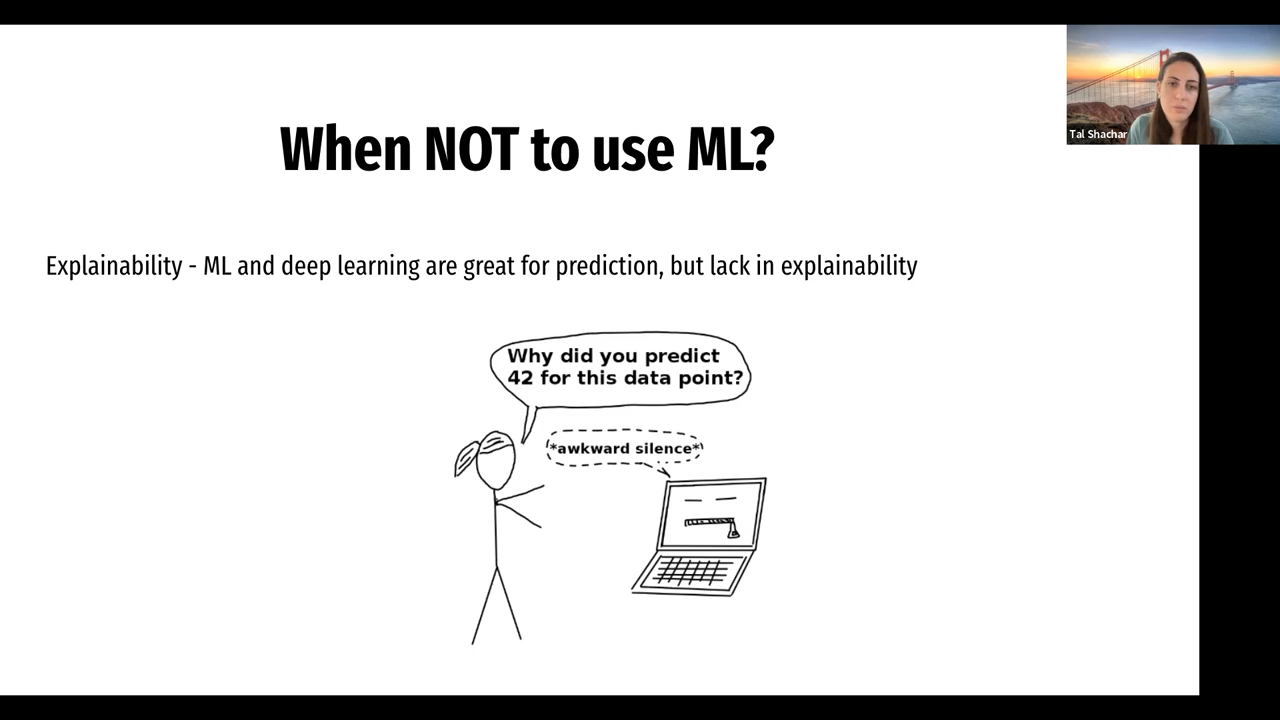 When NOT to use ML?
Explainability - ML and deep learning are great for prediction, but lack in explainability
Why did you predict
42 for this data point?
*awkward silence*
Tal Shachar